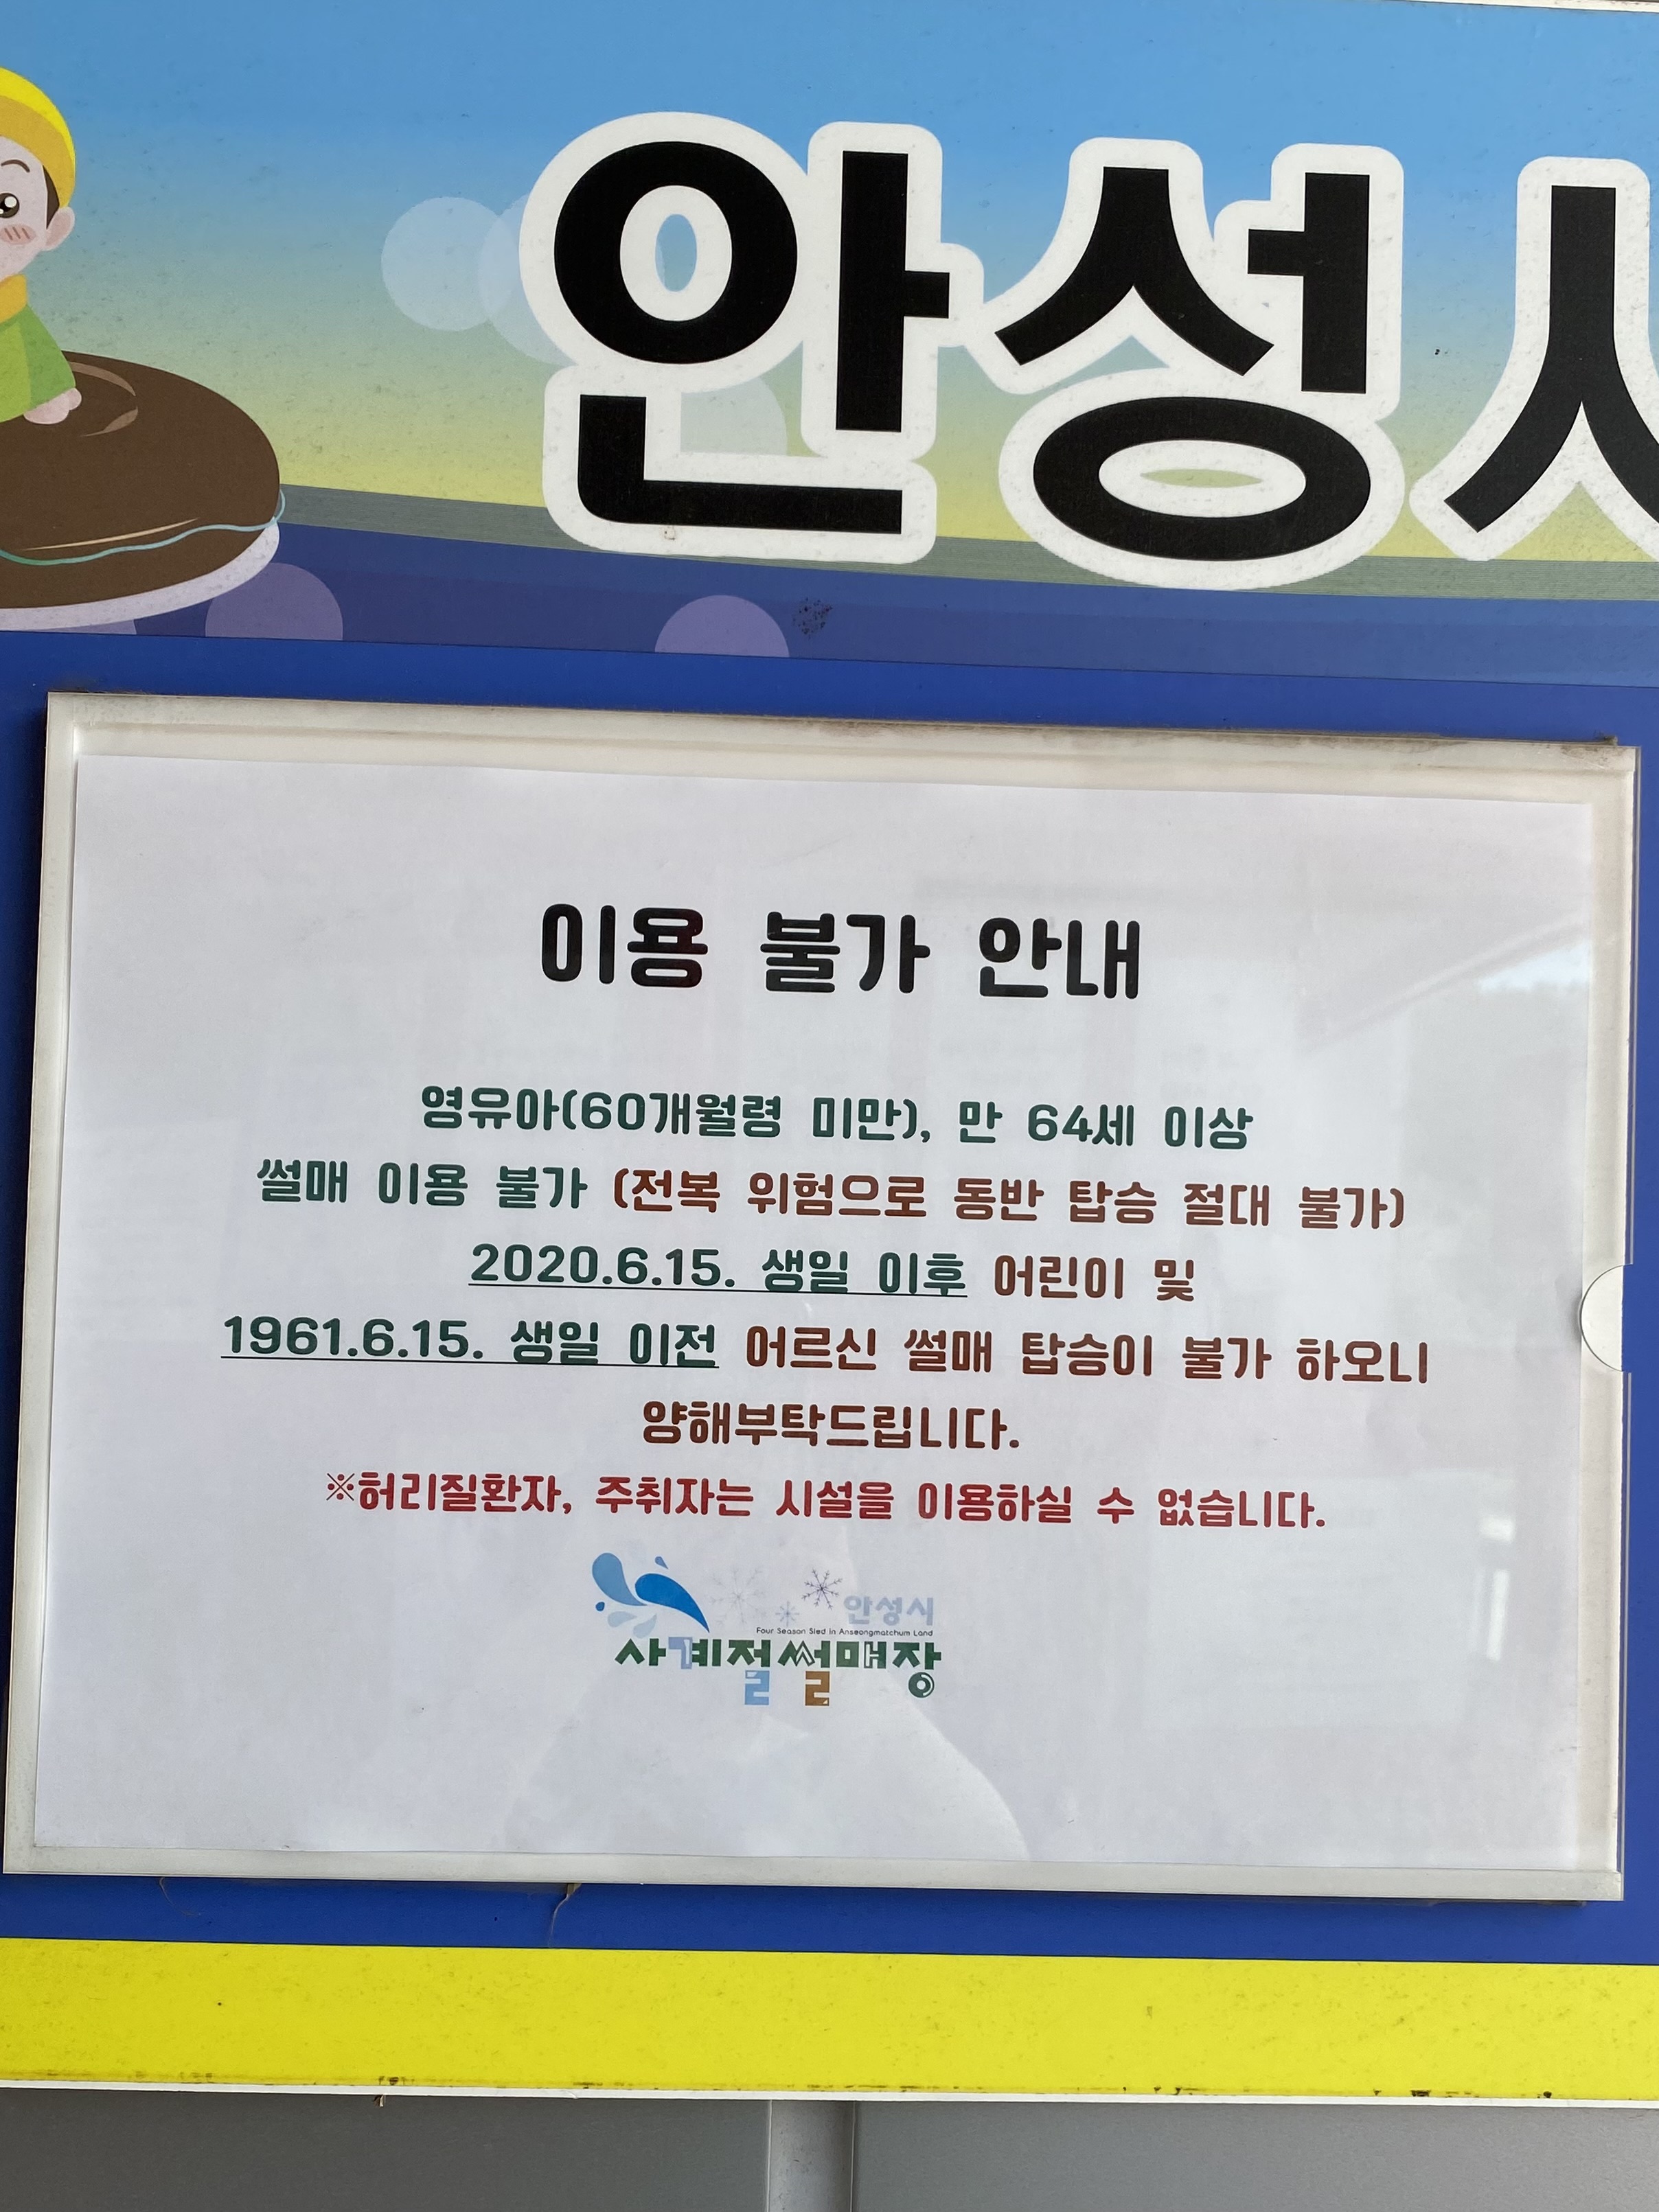 안성시
이용 불가 안내
영유아(60개월령 미만), 만 64세 이상
썰매 이용 불가 (전복 위험으로 동반 탑승 절대 불가)
2020.6.15. 생일 이후 어린이 및
1961.6.15. 생일 이전 어르신 썰매 탑승이 불가 하오니
양해부탁드립니다.
※허리질환자, 주취자는 시설을 이용하실 수 없습니다.
안성시
Four Season Sled in Anseongmatchum Land
사계절썰매장